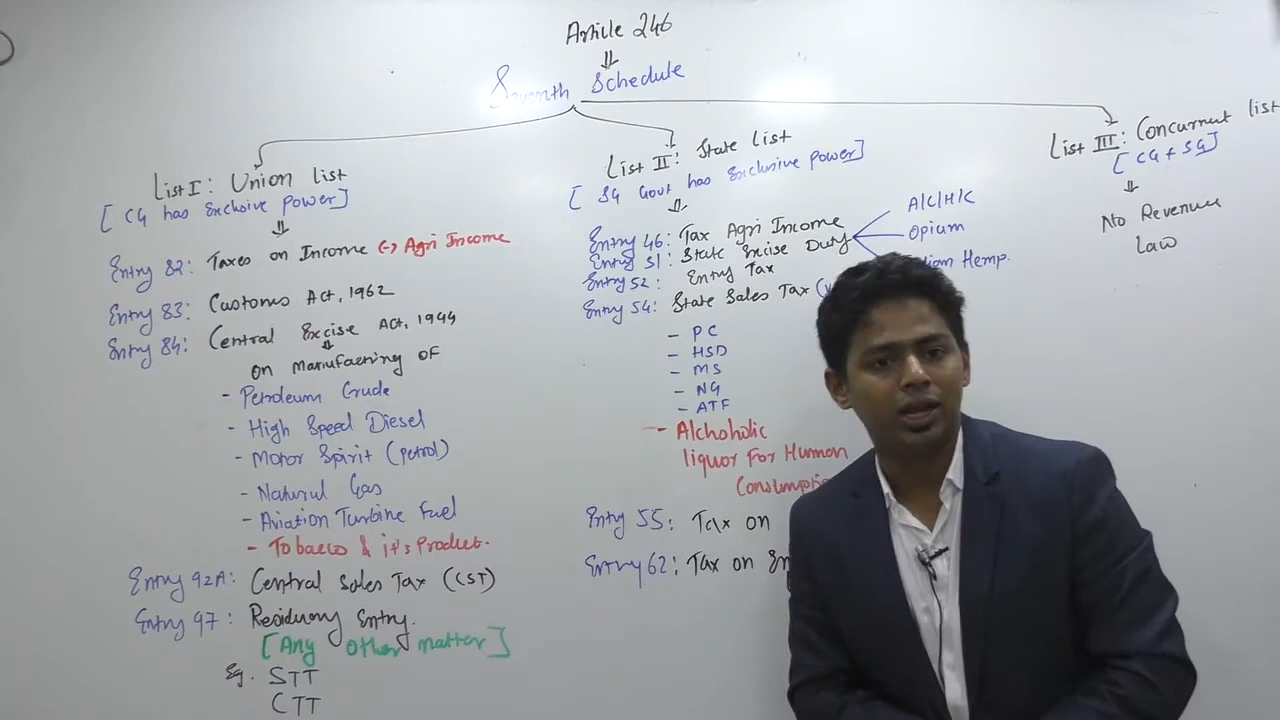 Article 246
⇓
Seventh Schedule
List I: Union list
[CG has Exclusive power]
⇓
Entry 82: Taxes on Income (-) Agri Income
Entry 83: Customs Act, 1962
Entry 84: Central Excise Act, 1944
↓
on manufacting of
- Petroleum Crude
- High Speed Diesel
- Motor Spirit (petrol)
- Natural Gas
- Aviation Turbine Fuel
- Tobacco & it's Product.
Entry 92A: Central Sales Tax (CST)
Entry 97: Residuary Entry.
[Any other matter]
Eg. STT
CTT
List II: State list
[SG Govt has Exclusive power]
⇓
Entry 46: Tax Agri Income
Entry 51: State Excise Duty
A/C/H/C
Opium
Hemp.
Entry 52: Entry Tax
Entry 54: State Sales Tax
- PC
- HSD
- MS
- NG
- ATF
- Alchoholic
liquor For Human
Entry 55: Tax on
Entry 62: Tax on
List III: Concurrent list
[CG + SG]
⇓
No Revenue
law